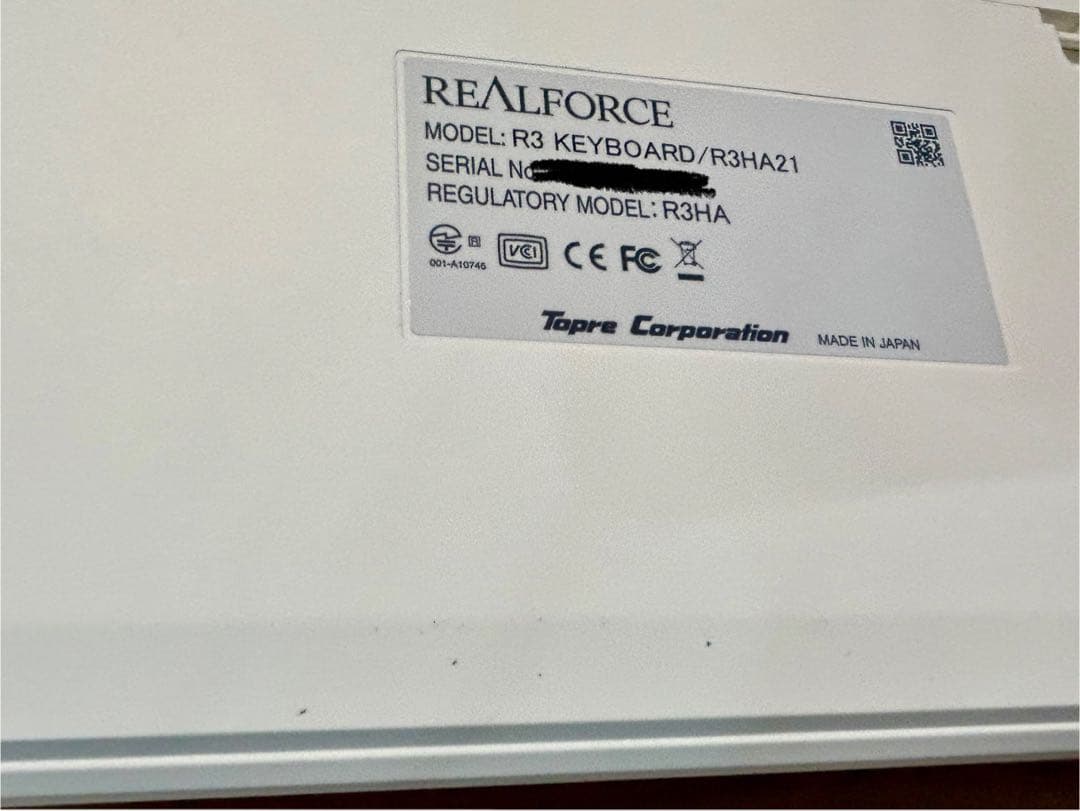 REALFORCE
MODEL: R3 KEYBOARD/R3HA21
SERIAL No
REGULATORY MODEL: R3HA
R
001-A10746
VCI CE FC
Topre Corporation
MADE IN JAPAN